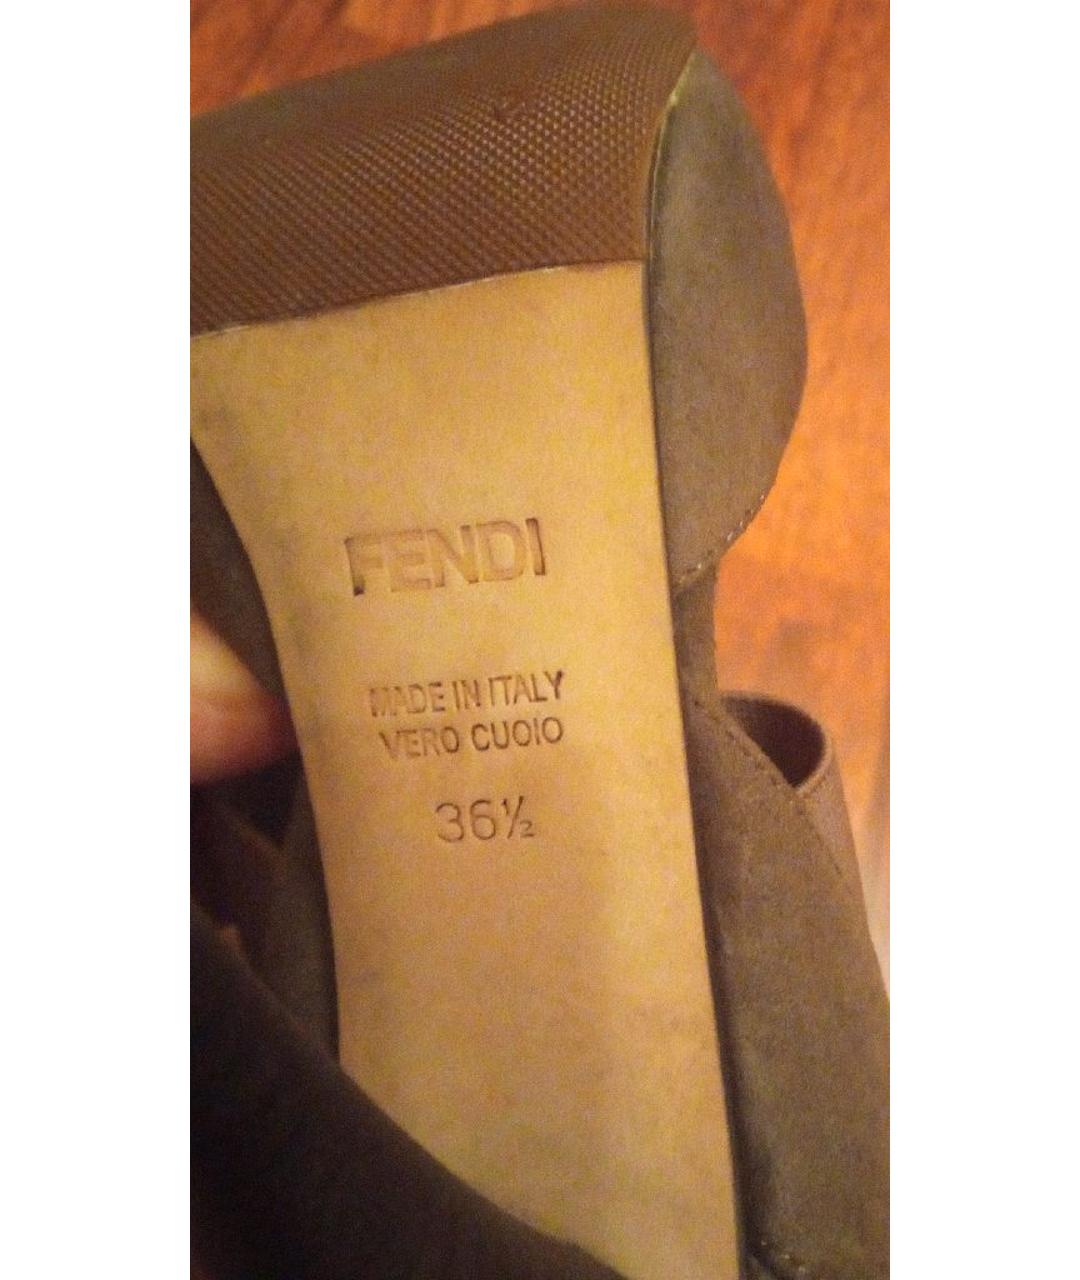 FENDI
MADE IN ITALY
VERO CUOIO
36½